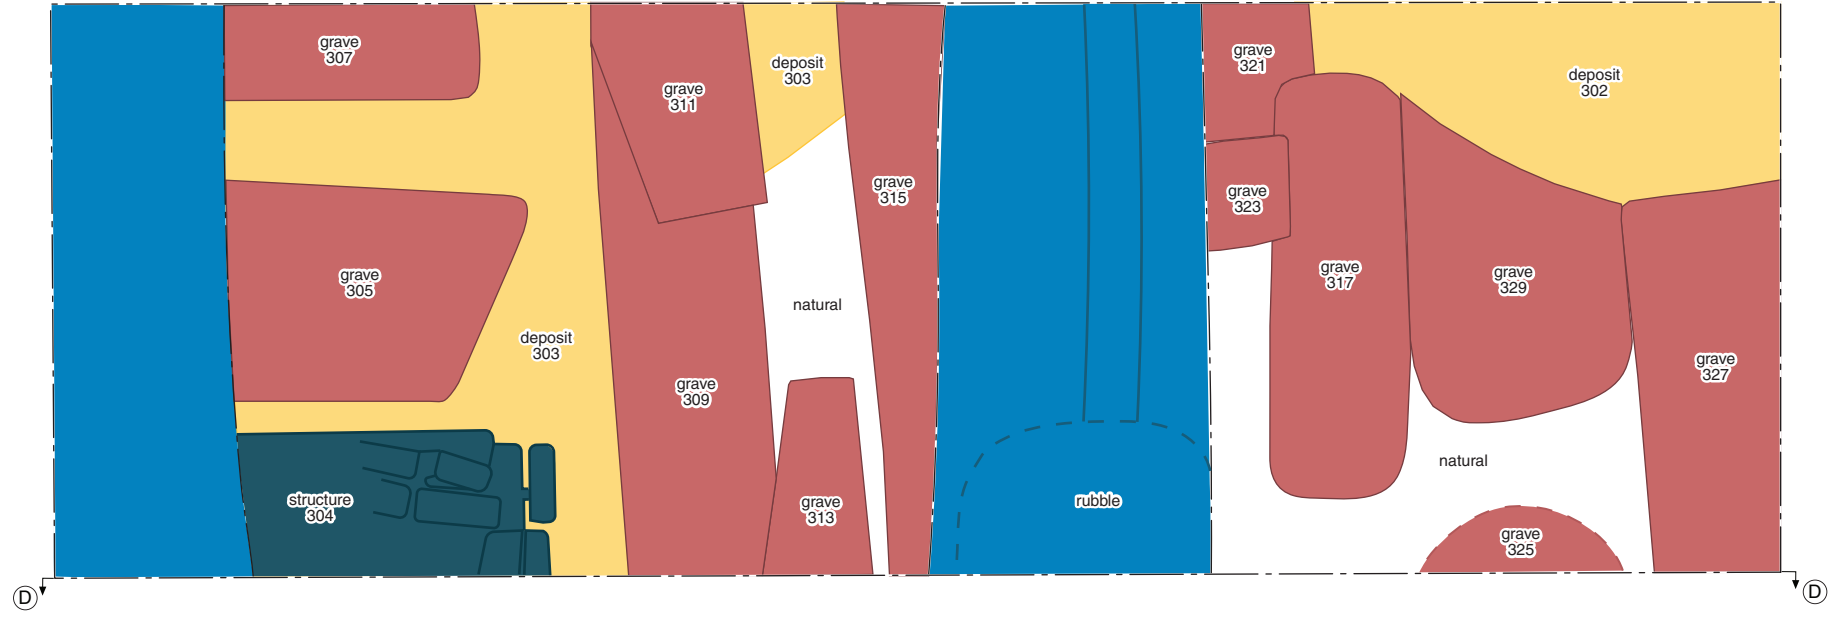 grave
307
grave
311
deposit
303
grave
315
grave
321
deposit
302
grave
323
grave
305
natural
grave
317
grave
329
deposit
303
grave
309
grave
327
structure
304
grave
313
rubble
natural
grave
325
D
D